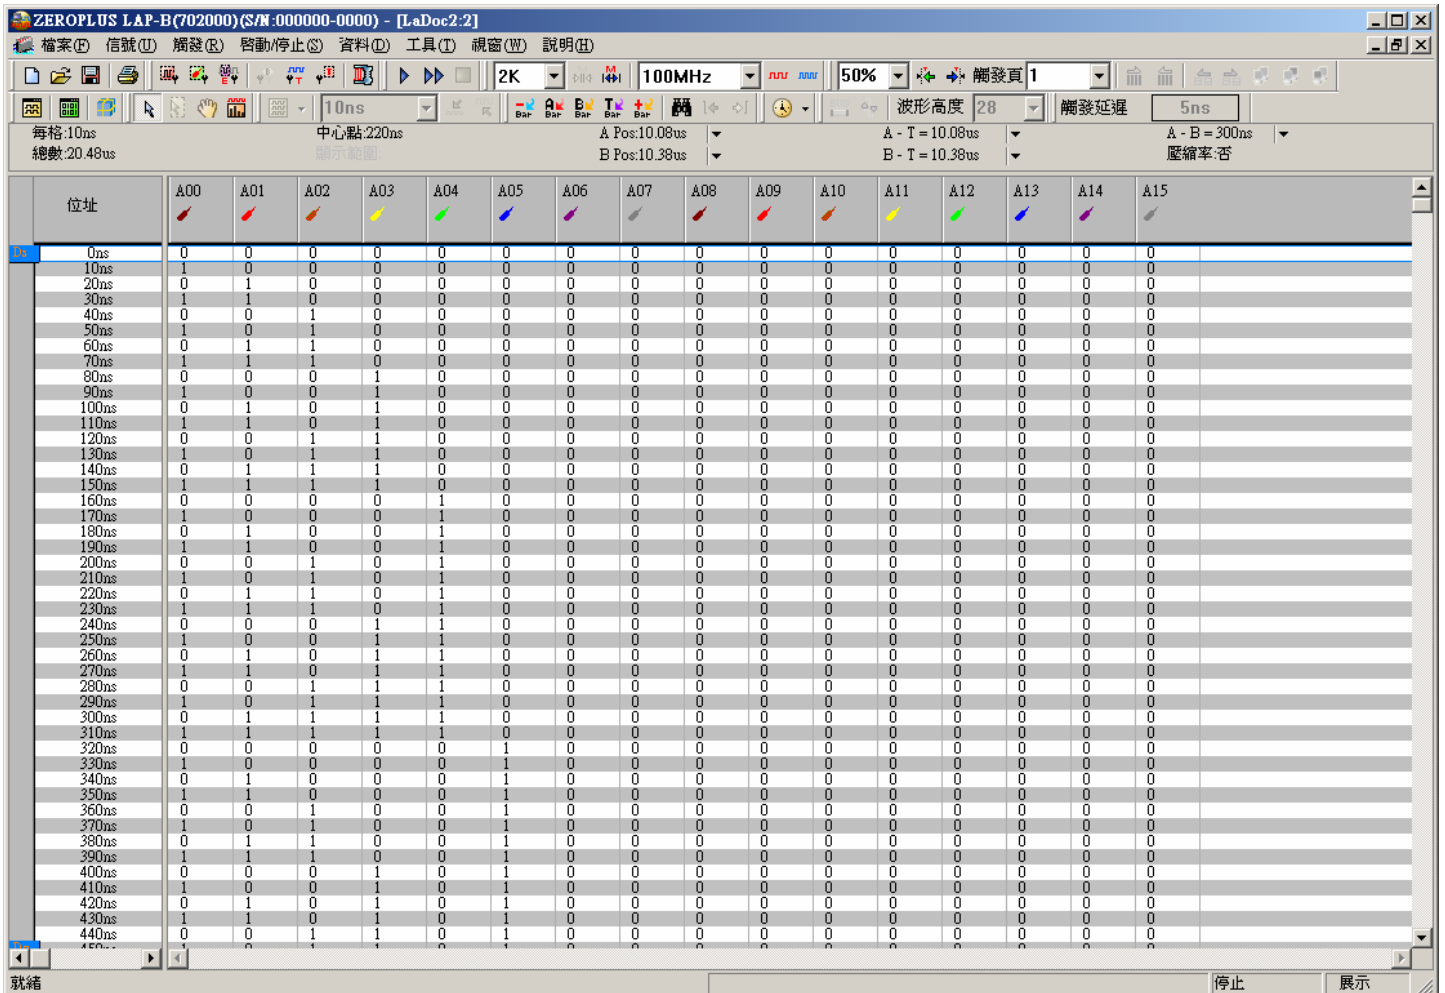 ZEROPLUS LAP-B(702000)(S/N:000000-0000) - [LaDoc2:2]
檔案(F) 信號(U) 觸發(R) 啓動/停止(S) 資料(D) 工具(T) 視窗(W) 說明(H)
2K 100MHz 50% 觸發頁 1
10ns Bar Bar Bar Bar Bar 波形高度 28 觸發延遲 5ns
每格:10ns 中心點:220ns A Pos:10.08us A - T = 10.08us A - B = 300ns
總數:20.48us 顯示範圍: B Pos:10.38us B - T = 10.38us 壓縮率:否
位址 A00 A01 A02 A03 A04 A05 A06 A07 A08 A09 A10 A11 A12 A13 A14 A15
Ds 0ns 0 0 0 0 0 0 0 0 0 0 0 0 0 0 0 0
10ns 1 0 0 0 0 0 0 0 0 0 0 0 0 0 0 0
20ns 0 1 0 0 0 0 0 0 0 0 0 0 0 0 0 0
30ns 1 1 0 0 0 0 0 0 0 0 0 0 0 0 0 0
40ns 0 0 1 0 0 0 0 0 0 0 0 0 0 0 0 0
50ns 1 0 1 0 0 0 0 0 0 0 0 0 0 0 0 0
60ns 0 1 1 0 0 0 0 0 0 0 0 0 0 0 0 0
70ns 1 1 1 0 0 0 0 0 0 0 0 0 0 0 0 0
80ns 0 0 0 1 0 0 0 0 0 0 0 0 0 0 0 0
90ns 1 0 0 1 0 0 0 0 0 0 0 0 0 0 0 0
100ns 0 1 0 1 0 0 0 0 0 0 0 0 0 0 0 0
110ns 1 1 0 1 0 0 0 0 0 0 0 0 0 0 0 0
120ns 0 0 1 1 0 0 0 0 0 0 0 0 0 0 0 0
130ns 1 0 1 1 0 0 0 0 0 0 0 0 0 0 0 0
140ns 0 1 1 1 0 0 0 0 0 0 0 0 0 0 0 0
150ns 1 1 1 1 0 0 0 0 0 0 0 0 0 0 0 0
160ns 0 0 0 0 1 0 0 0 0 0 0 0 0 0 0 0
170ns 1 0 0 0 1 0 0 0 0 0 0 0 0 0 0 0
180ns 0 1 0 0 1 0 0 0 0 0 0 0 0 0 0 0
190ns 1 1 0 0 1 0 0 0 0 0 0 0 0 0 0 0
200ns 0 0 1 0 1 0 0 0 0 0 0 0 0 0 0 0
210ns 1 0 1 0 1 0 0 0 0 0 0 0 0 0 0 0
220ns 0 1 1 0 1 0 0 0 0 0 0 0 0 0 0 0
230ns 1 1 1 0 1 0 0 0 0 0 0 0 0 0 0 0
240ns 0 0 0 1 1 0 0 0 0 0 0 0 0 0 0 0
250ns 1 0 0 1 1 0 0 0 0 0 0 0 0 0 0 0
260ns 0 1 0 1 1 0 0 0 0 0 0 0 0 0 0 0
270ns 1 1 0 1 1 0 0 0 0 0 0 0 0 0 0 0
280ns 0 0 1 1 1 0 0 0 0 0 0 0 0 0 0 0
290ns 1 0 1 1 1 0 0 0 0 0 0 0 0 0 0 0
300ns 0 1 1 1 1 0 0 0 0 0 0 0 0 0 0 0
310ns 1 1 1 1 1 0 0 0 0 0 0 0 0 0 0 0
320ns 0 0 0 0 0 1 0 0 0 0 0 0 0 0 0 0
330ns 1 0 0 0 0 1 0 0 0 0 0 0 0 0 0 0
340ns 0 1 0 0 0 1 0 0 0 0 0 0 0 0 0 0
350ns 1 1 0 0 0 1 0 0 0 0 0 0 0 0 0 0
360ns 0 0 1 0 0 1 0 0 0 0 0 0 0 0 0 0
370ns 1 0 1 0 0 1 0 0 0 0 0 0 0 0 0 0
380ns 0 1 1 0 0 1 0 0 0 0 0 0 0 0 0 0
390ns 1 1 1 0 0 1 0 0 0 0 0 0 0 0 0 0
400ns 0 0 0 1 0 1 0 0 0 0 0 0 0 0 0 0
410ns 1 0 0 1 0 1 0 0 0 0 0 0 0 0 0 0
420ns 0 1 0 1 0 1 0 0 0 0 0 0 0 0 0 0
430ns 1 1 0 1 0 1 0 0 0 0 0 0 0 0 0 0
440ns 0 0 1 1 0 1 0 0 0 0 0 0 0 0 0 0
就緒 停止 展示